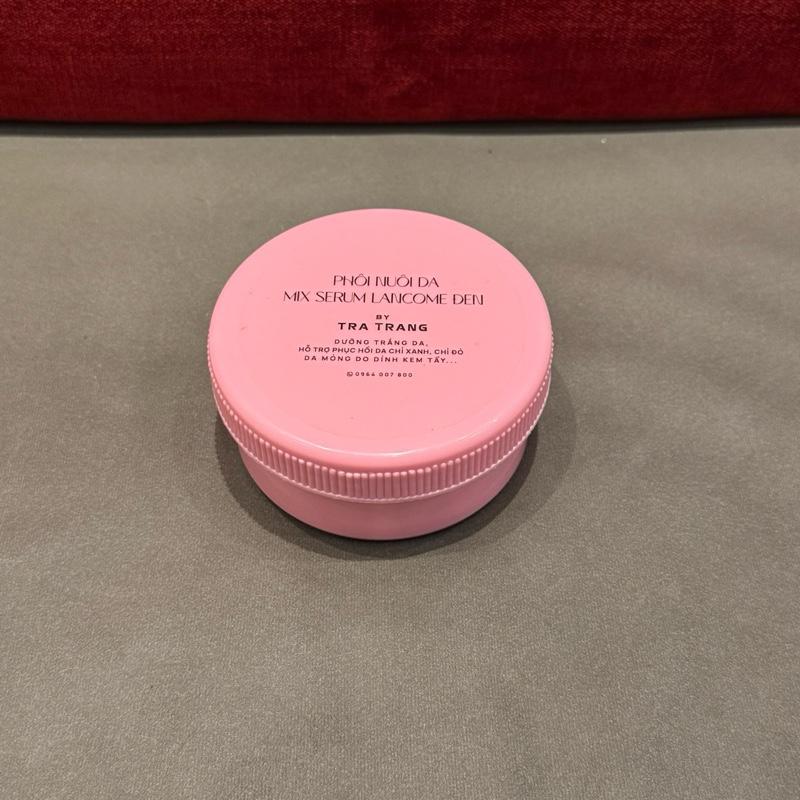 PHÔI NUÔI DA
MIX SERUM LANCOME ĐEN
BY
TRA TRANG
DƯỠNG TRẮNG DA,
HỖ TRỢ PHỤC HỒI DA CHỈ XANH, CHỈ ĐỎ
DA MỎNG DO DÍNH KEM TẨY...
0964 007 800